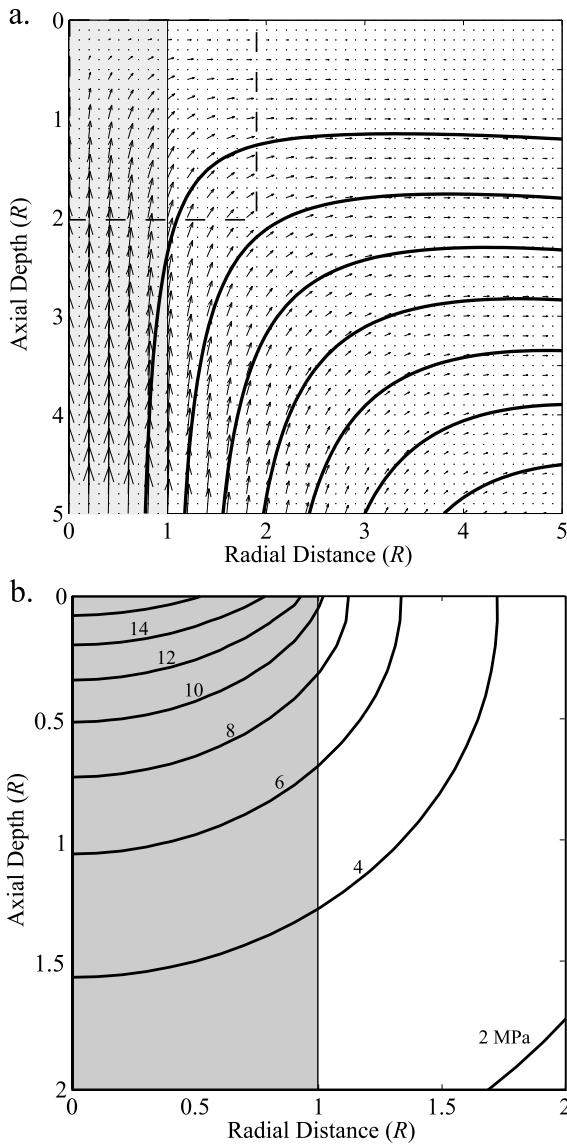 a.
0
1
2
3
4
5
Axial Depth (R)
0 1 2 3 4 5
Radial Distance (R)
b.
0
0.5
1
1.5
2
Axial Depth (R)
14
12
10
8
6
4
2 MPa
0 0.5 1 1.5 2
Radial Distance (R)